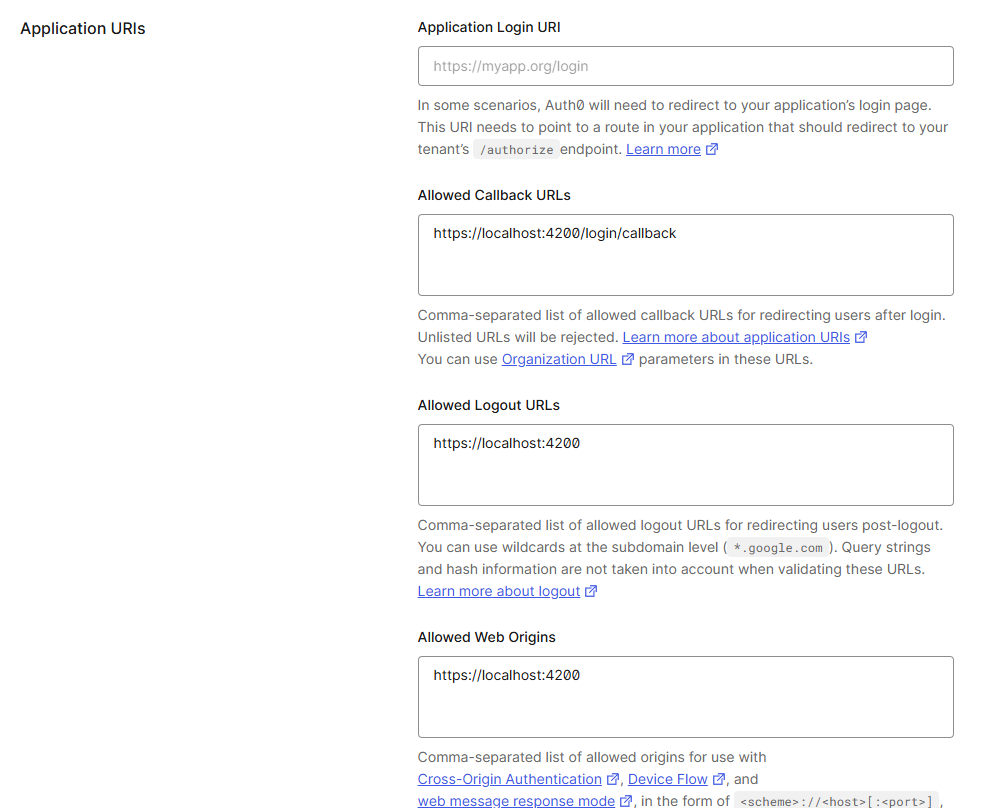 Application URIs
Application Login URI
https://myapp.org/login
In some scenarios, Auth0 will need to redirect to your application’s login page.
This URI needs to point to a route in your application that should redirect to your
tenant’s /authorize endpoint. Learn more
Allowed Callback URLs
https://localhost:4200/login/callback
Comma-separated list of allowed callback URLs for redirecting users after login.
Unlisted URLs will be rejected. Learn more about application URIs
You can use Organization URL parameters in these URLs.
Allowed Logout URLs
https://localhost:4200
Comma-separated list of allowed logout URLs for redirecting users post-logout.
You can use wildcards at the subdomain level ( *.google.com ). Query strings
and hash information are not taken into account when validating these URLs.
Learn more about logout
Allowed Web Origins
https://localhost:4200
Comma-separated list of allowed origins for use with
Cross-Origin Authentication , Device Flow , and
web message response mode , in the form of <scheme>://<host>[:<port>] ,